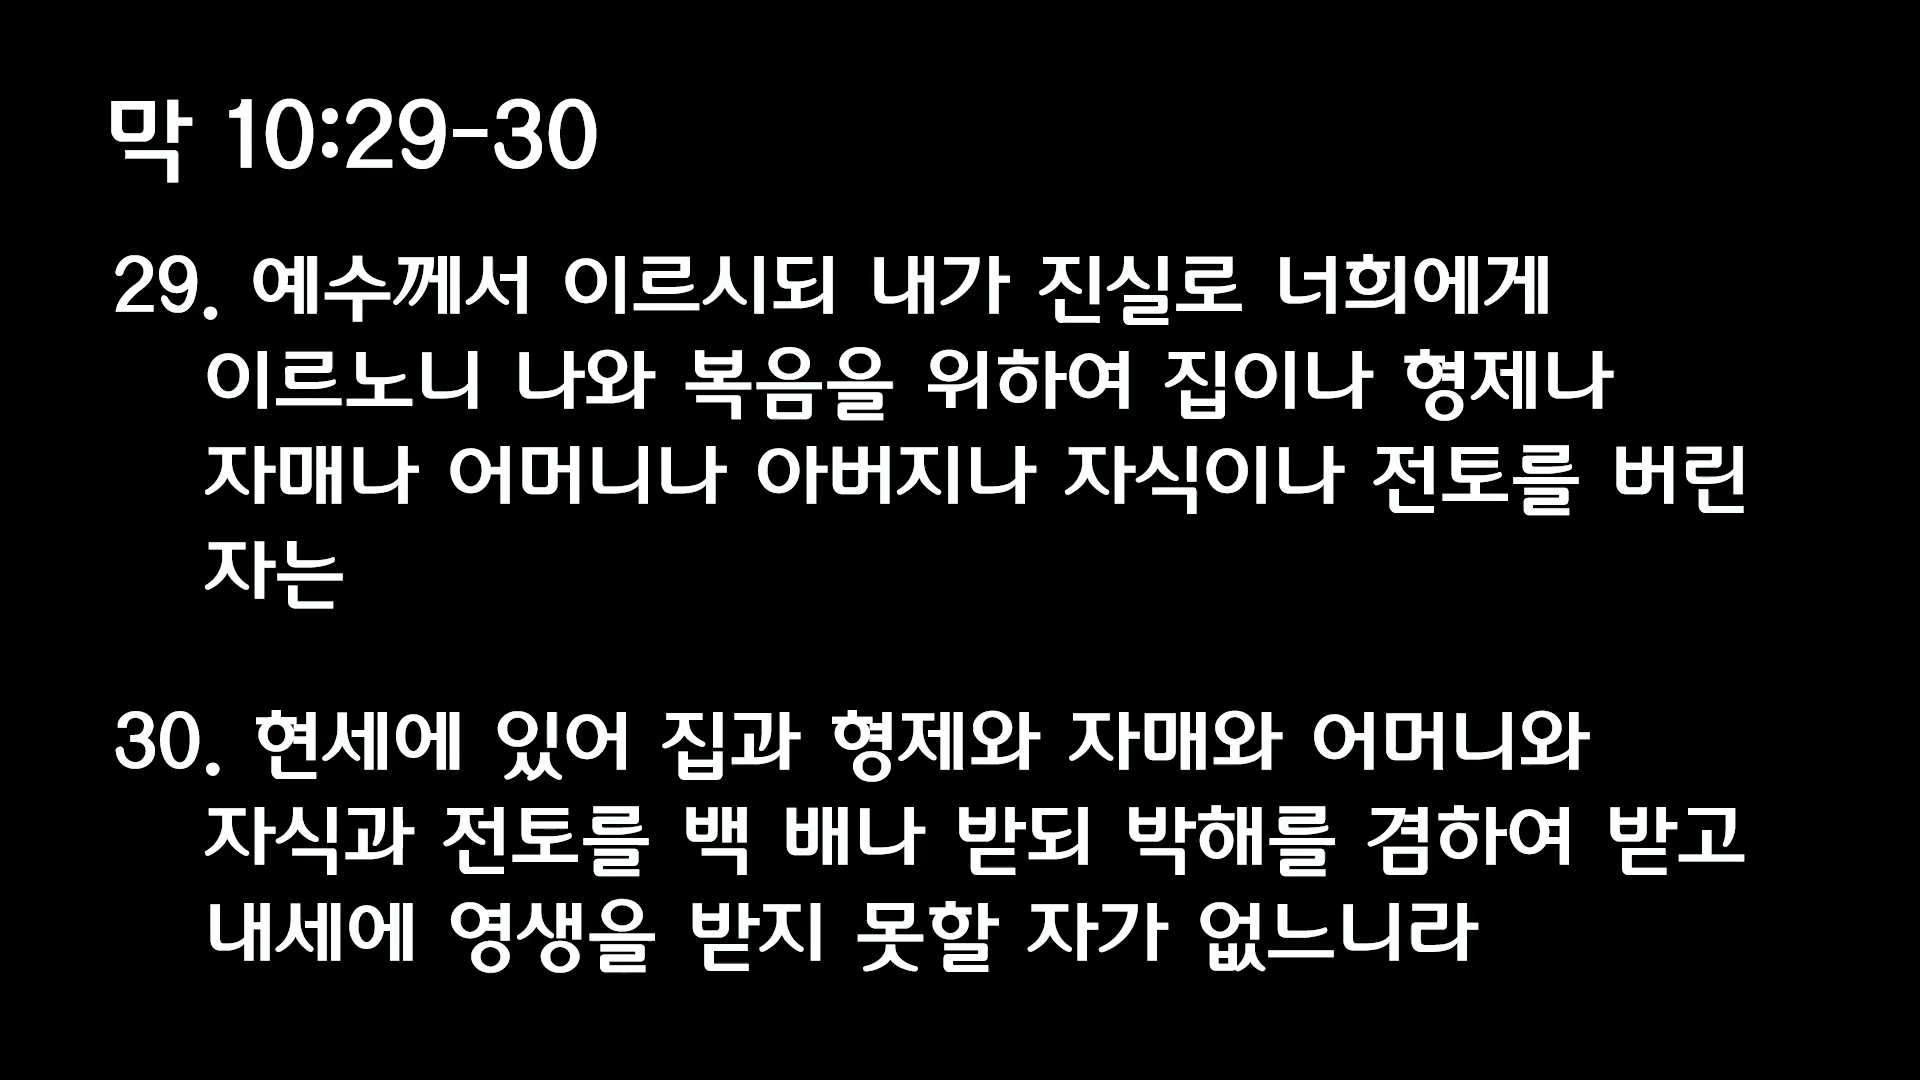 막 10:29-30
29. 예수께서 이르시되 내가 진실로 너희에게
이르노니 나와 복음을 위하여 집이나 형제나
자매나 어머니나 아버지나 자식이나 전토를 버린
자는
30. 현세에 있어 집과 형제와 자매와 어머니와
자식과 전토를 백 배나 받되 박해를 겸하여 받고
내세에 영생을 받지 못할 자가 없느니라